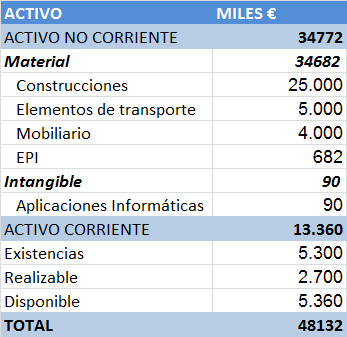 ACTIVO MILES €
ACTIVO NO CORRIENTE 34772
Material 34682
Construcciones 25.000
Elementos de transporte 5.000
Mobiliario 4.000
EPI 682
Intangible 90
Aplicaciones Informáticas 90
ACTIVO CORRIENTE 13.360
Existencias 5.300
Realizable 2.700
Disponible 5.360
TOTAL 48132